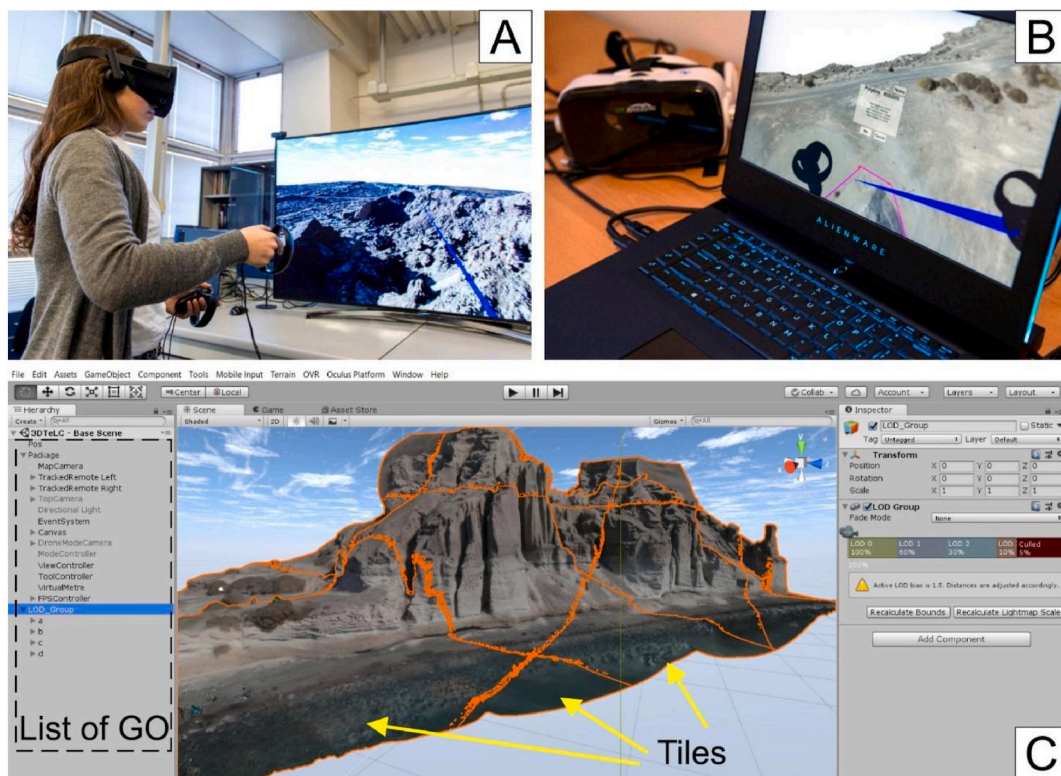 A
B
ALIENWARE
File Edit Assets GameObject Component Tools Mobile Input Terrain OVR Oculus Platform Window Help
Center Local
Collab Account Layers Layout
Hierarchy
Scene Game Asset Store
Inspector
Create All
Shaded 2D
Gizmos All
LOD_Group Static
Tag Untagged Layer Default
3DTeLC - Base Scene
Pos
Package
MapCamera
TrackedRemote Left
TrackedRemote Right
TopCamera
Directional Light
EventSystem
Canvas
DroneModeCamera
ModeController
ViewController
ToolController
VirtualMetre
FPSController
LOD_Group
a
b
c
d
List of GO
Tiles
Transform
Position X 0 Y 0 Z 0
Rotation X 0 Y 0 Z 0
Scale X 1 Y 1 Z 1
LOD Group
Fade Mode None
LOD 0 LOD 1 LOD 2 LOD Culled
100% 60% 30% 10% 5%
100%
Active LOD bias is 1.5. Distances are adjusted accordingly.
Recalculate Bounds Recalculate Lightmap Scale
Add Component
C